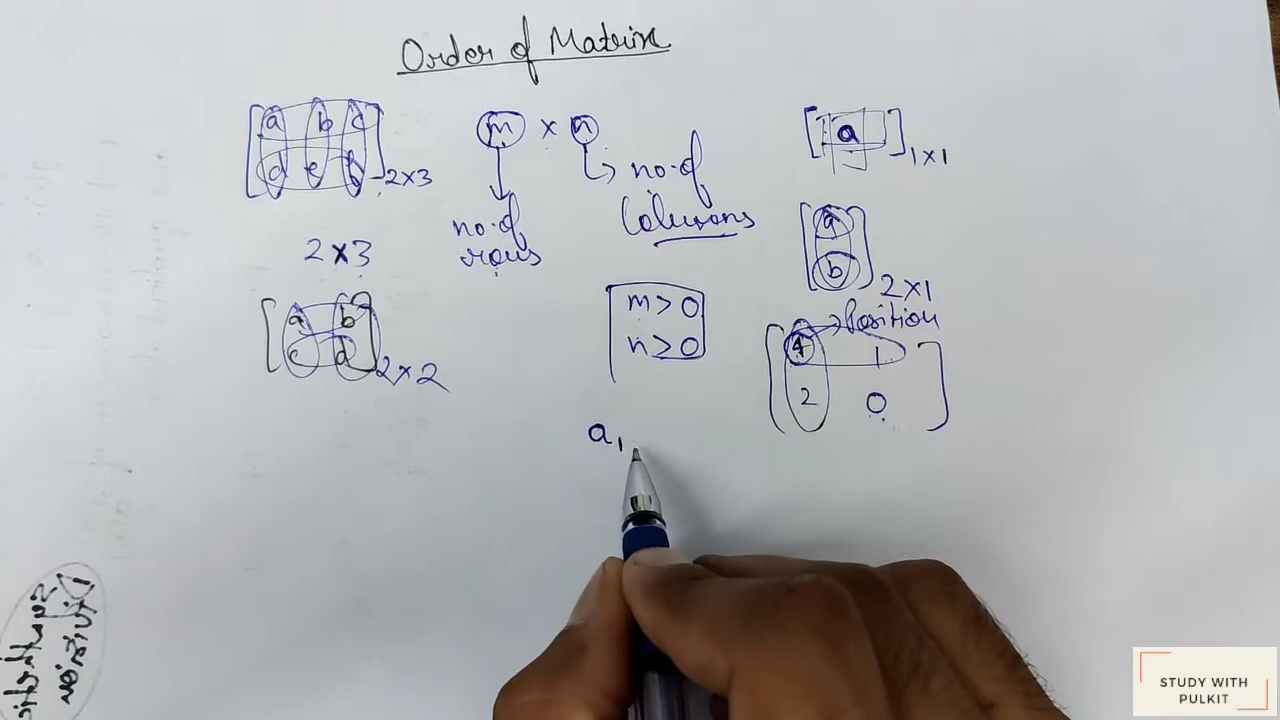 Order of Matrix
[a b c
d e f] 2×3
m × n
no. of rows
no. of Columns
[a] 1×1
2×3
[a
b] 2×1
m > 0
n ≥ 0
[a b
c d] 2×2
→ Position
[4 1
2 0]
a₁
STUDY WITH
PULKIT